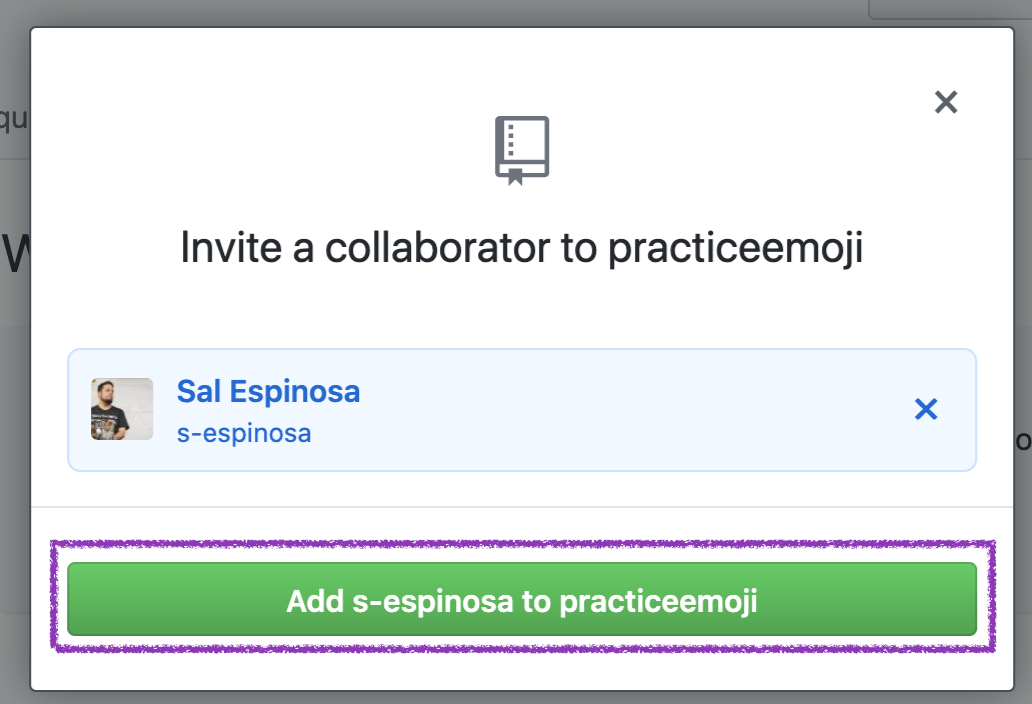 qu
Invite a collaborator to practiceemoji
W
Sal Espinosa
s-espinosa
o
Add s-espinosa to practiceemoji